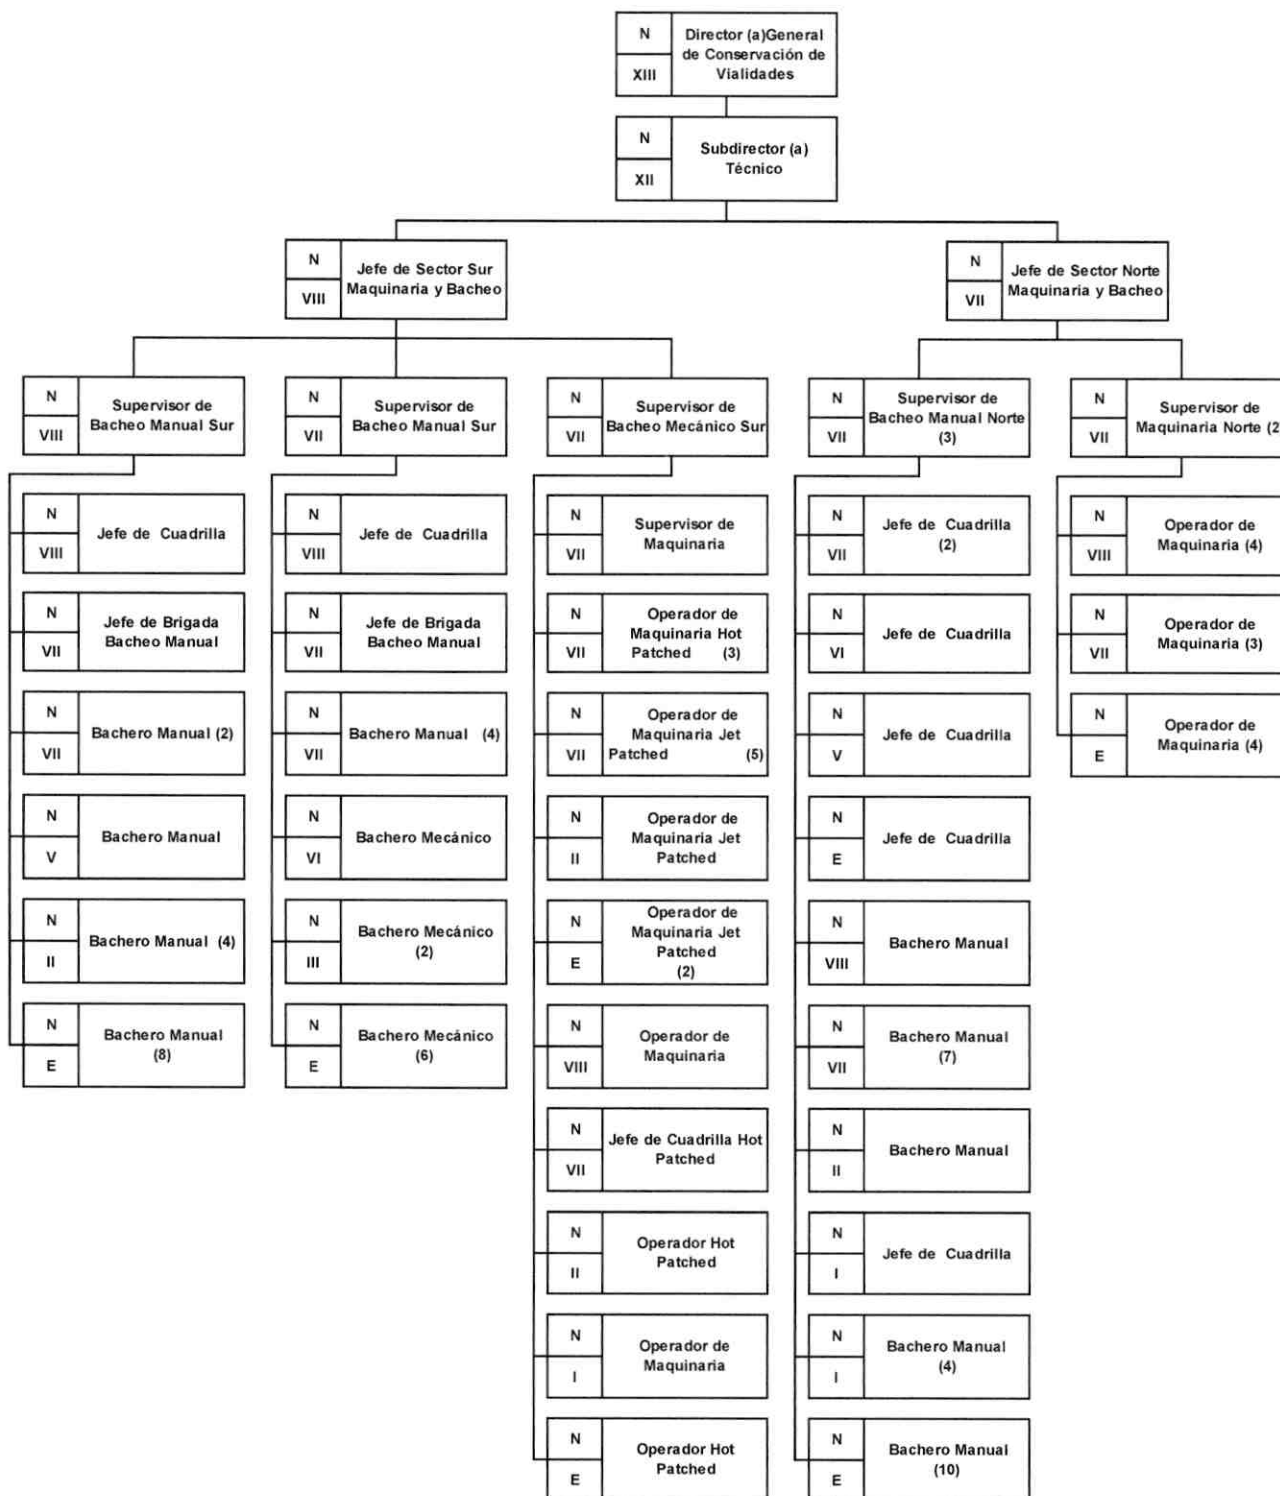 N
XIII
Director (a)General
de Conservación de
Vialidades
N
XII
Subdirector (a)
Técnico
N
VIII
Jefe de Sector Sur
Maquinaria y Bacheo
N
VII
Jefe de Sector Norte
Maquinaria y Bacheo
N
VIII
Supervisor de
Bacheo Manual Sur
N
VIII
Jefe de Cuadrilla
N
VII
Jefe de Brigada
Bacheo Manual
N
VII
Bachero Manual (2)
N
V
Bachero Manual
N
II
Bachero Manual (4)
N
E
Bachero Manual
(8)
N
VII
Supervisor de
Bacheo Manual Sur
N
VIII
Jefe de Cuadrilla
N
VII
Jefe de Brigada
Bacheo Manual
N
VII
Bachero Manual (4)
N
VI
Bachero Mecánico
N
III
Bachero Mecánico
(2)
N
E
Bachero Mecánico
(6)
N
VII
Supervisor de
Bacheo Mecánico Sur
N
VII
Supervisor de
Maquinaria
N
VII
Operador de
Maquinaria Hot
Patched (3)
N
VII
Operador de
Maquinaria Jet
Patched (5)
N
II
Operador de
Maquinaria Jet
Patched
N
E
Operador de
Maquinaria Jet
Patched
(2)
N
VIII
Operador de
Maquinaria
N
VII
Jefe de Cuadrilla Hot
Patched
N
II
Operador Hot
Patched
N
I
Operador de
Maquinaria
N
E
Operador Hot
Patched
N
VII
Supervisor de
Bacheo Manual Norte
(3)
N
VII
Jefe de Cuadrilla
(2)
N
VI
Jefe de Cuadrilla
N
V
Jefe de Cuadrilla
N
E
Jefe de Cuadrilla
N
VIII
Bachero Manual
N
VII
Bachero Manual
(7)
N
II
Bachero Manual
N
I
Jefe de Cuadrilla
N
I
Bachero Manual
(4)
N
E
Bachero Manual
(10)
N
VII
Supervisor de
Maquinaria Norte (2
N
VIII
Operador de
Maquinaria (4)
N
VII
Operador de
Maquinaria (3)
N
E
Operador de
Maquinaria (4)